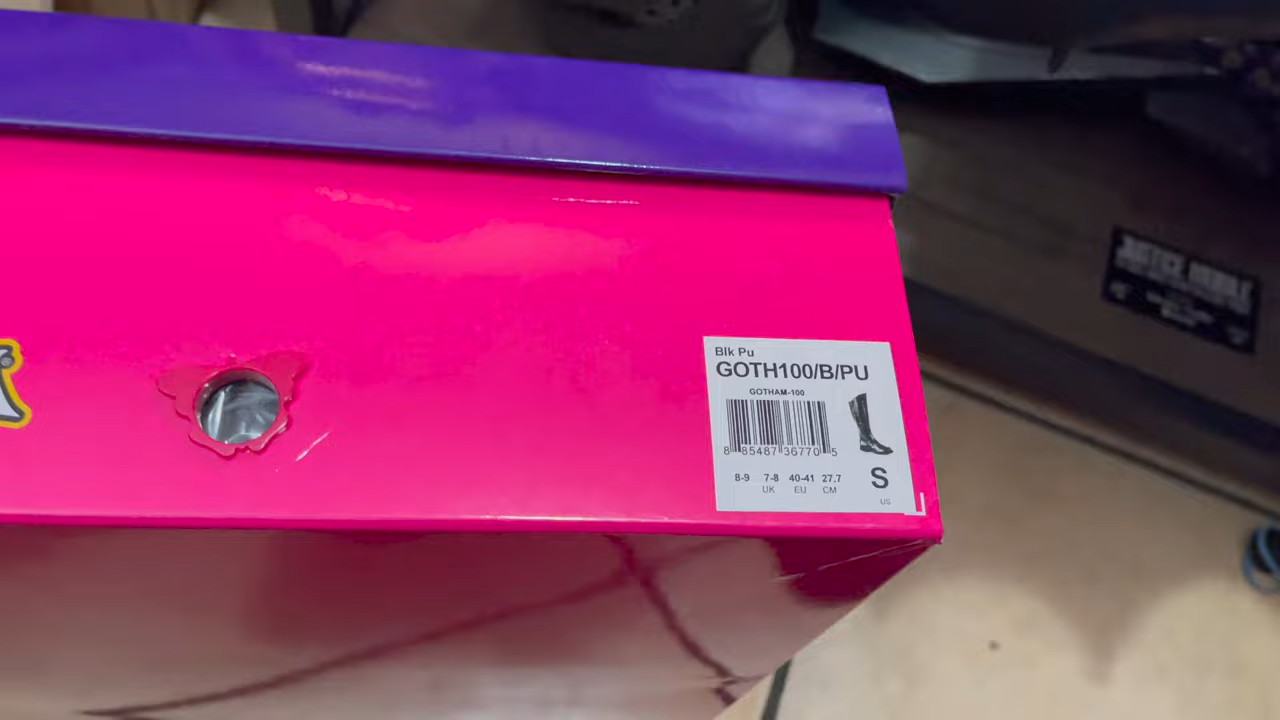 Blk Pu
GOTH100/B/PU
GOTHAM-100
8 85487 36770 5
8-9 7-8 40-41 27.7 S
UK EU CM US